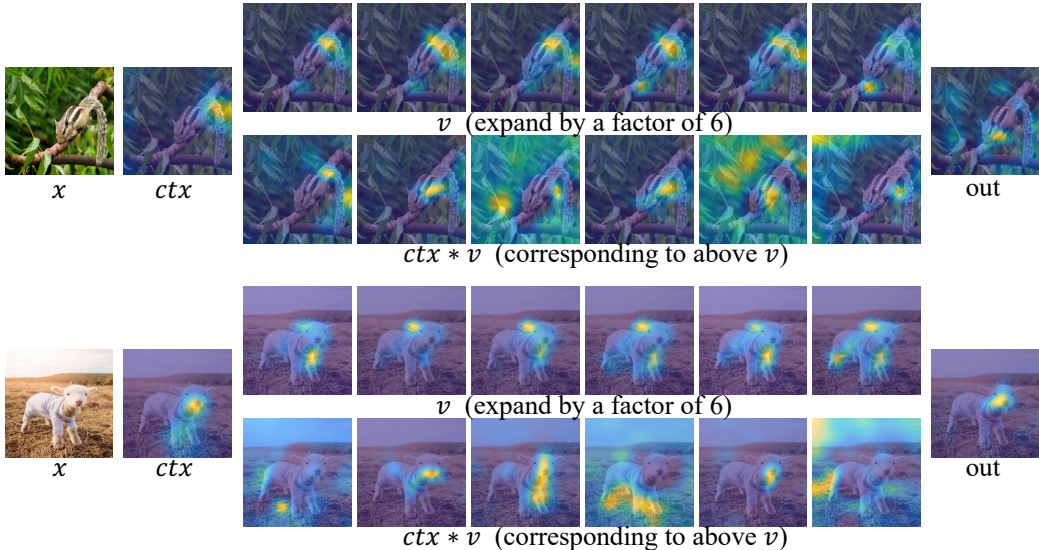 v (expand by a factor of 6)
x
ctx
out
ctx * v (corresponding to above v)
v (expand by a factor of 6)
x
ctx
out
ctx * v (corresponding to above v)